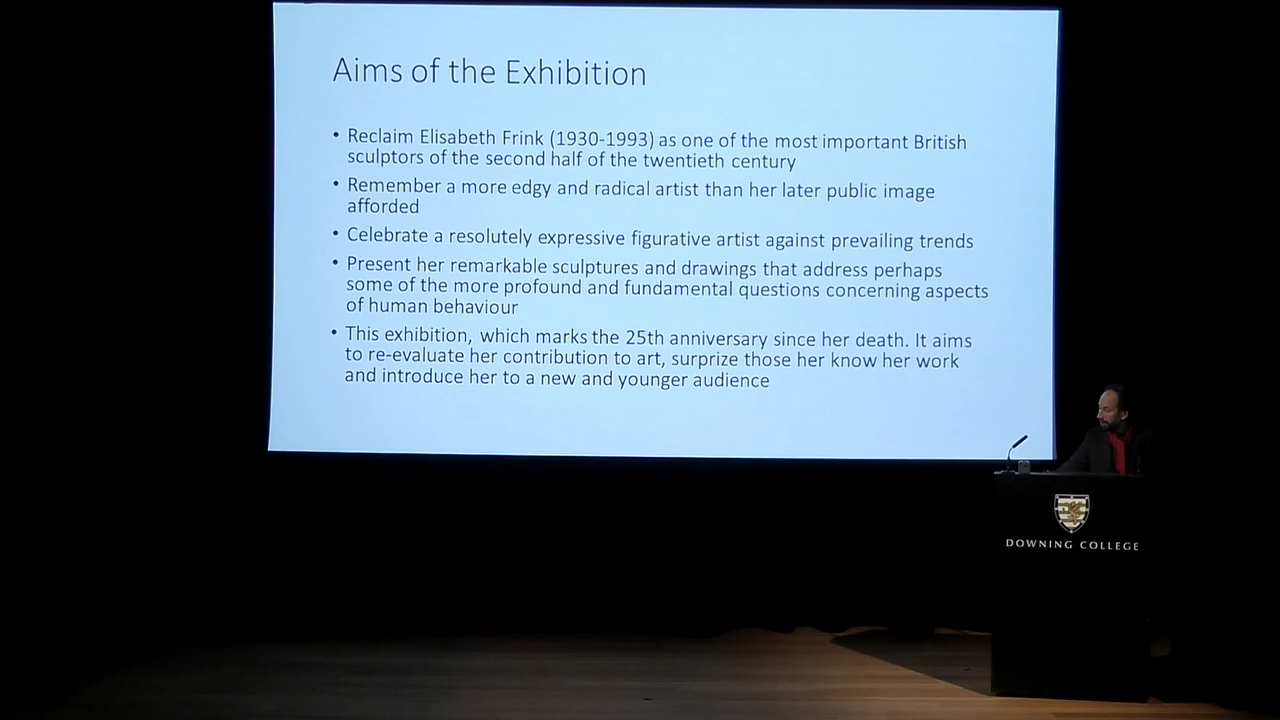 Aims of the Exhibition
• Reclaim Elisabeth Frink (1930-1993) as one of the most important British
sculptors of the second half of the twentieth century
• Remember a more edgy and radical artist than her later public image
afforded
• Celebrate a resolutely expressive figurative artist against prevailing trends
• Present her remarkable sculptures and drawings that address perhaps
some of the more profound and fundamental questions concerning aspects
of human behaviour
• This exhibition, which marks the 25th anniversary since her death. It aims
to re-evaluate her contribution to art, surprize those her know her work
and introduce her to a new and younger audience
DOWNING COLLEGE